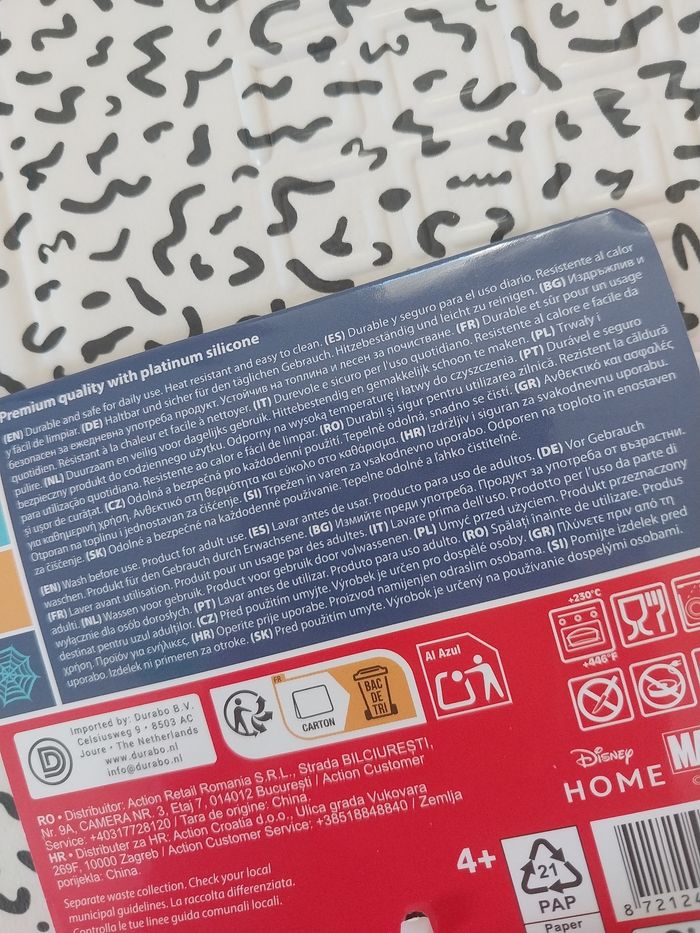 Premium quality with platinum silicone
(EN) Durable and safe for daily use. Heat resistant and easy to clean. (ES) Durable y seguro para el uso diario. Resistente al calor
y fácil de limpiar. (DE) Haltbar und sicher für den täglichen Gebrauch. Hitzebeständig und leicht zu reinigen. (BG) Издръжлив и
безопасен за ежедневна употреба продукт. Устойчив на топлина и лесен за почистване. (FR) Durable et sûr pour un usage
quotidien. Résistant à la chaleur et facile à nettoyer. (IT) Durevole e sicuro per l'uso quotidiano. Resistente al calore e facile da
pulire. (NL) Duurzaam en veilig voor dagelijks gebruik. Hittebestendig en gemakkelijk schoon te maken. (PL) Trwały i
bezpieczny produkt do codziennego użytku. Odporny na wysoką temperaturę i łatwy do czyszczenia. (PT) Durável e seguro
para utilização quotidiana. Resistente ao calor e fácil de limpar. (RO) Durabil și sigur pentru utilizarea zilnică. Rezistent la căldură
și ușor de curățat. (CZ) Odolná a bezpečná pro každodenní použití. Tepelně odolná, snadno se čistí. (GR) Ανθεκτικό και ασφαλές
για καθημερινή χρήση. Ανθεκτικό στη θερμότητα και εύκολο στο καθάρισμα. (HR) Izdržljiv i siguran za svakodnevnu uporabu.
Otporan na toplinu i jednostavan za čišćenje. (SI) Trpežen in varen za vsakodnevno uporabo. Odporen na toploto in enostaven
za čiščenje. (SK) Odolné a bezpečné na každodenné používanie. Tepelne odolné a ľahko čistiteľné.
(EN) Wash before use. Product for adult use. (ES) Lavar antes de usar. Producto para uso de adultos. (DE) Vor Gebrauch
waschen. Produkt für den Gebrauch durch Erwachsene. (BG) Измийте преди употреба. Продукт за употреба от възрастни.
(FR) Laver avant utilisation. Produit pour un usage par des adultes. (IT) Lavare prima dell'uso. Prodotto per l'uso da parte di
adulti. (NL) Wassen voor gebruik. Product voor gebruik door volwassenen. (PL) Umyć przed użyciem. Produkt przeznaczony
wyłącznie dla osób dorosłych. (PT) Lavar antes de utilizar. Produto para uso adulto. (RO) Spălați înainte de utilizare. Produs
destinat pentru uzul adulților. (CZ) Před použitím umyte. Výrobek je určen pro dospělé osoby. (GR) Πλύνετε πριν από τη
χρήση. Προϊόν για ενήλικες. (HR) Operite prije uporabe. Proizvod namijenjen odraslim osobama. (SI) Pomijte izdelek pred
uporabo. Izdelek ni primeren za otroke. (SK) Pred použitím umyte. Výrobok je určený na používanie dospelými osobami.
+230°C
+446°F
Al Azul
FR
CARTON
BAC
DE
TRI
Imported by: Durabo B.V.
Celsiusweg 9 • 8503 AC
Joure • The Netherlands
www.durabo.nl
info@durabo.nl
D
Disney
HOME
RO • Distribuitor: Action Retail Romania S.R.L., Strada BILCIUREȘTI,
Nr. 9A, CAMERA NR. 3, Etaj 7, 014012 București / Action Customer
Service: +40317728120 / Țara de origine: China.
HR • Distributer za HR: Action Croatia d.o.o., Ulica grada Vukovara
269F, 10000 Zagreb / Action Customer Service: +38518848840 / Zemlja
porijekla: China.
Separate waste collection. Check your local
municipal guidelines. La raccolta differenziata.
Controlla le tue linee guida comunali locali.
4+
21
PAP
Paper
8 72124